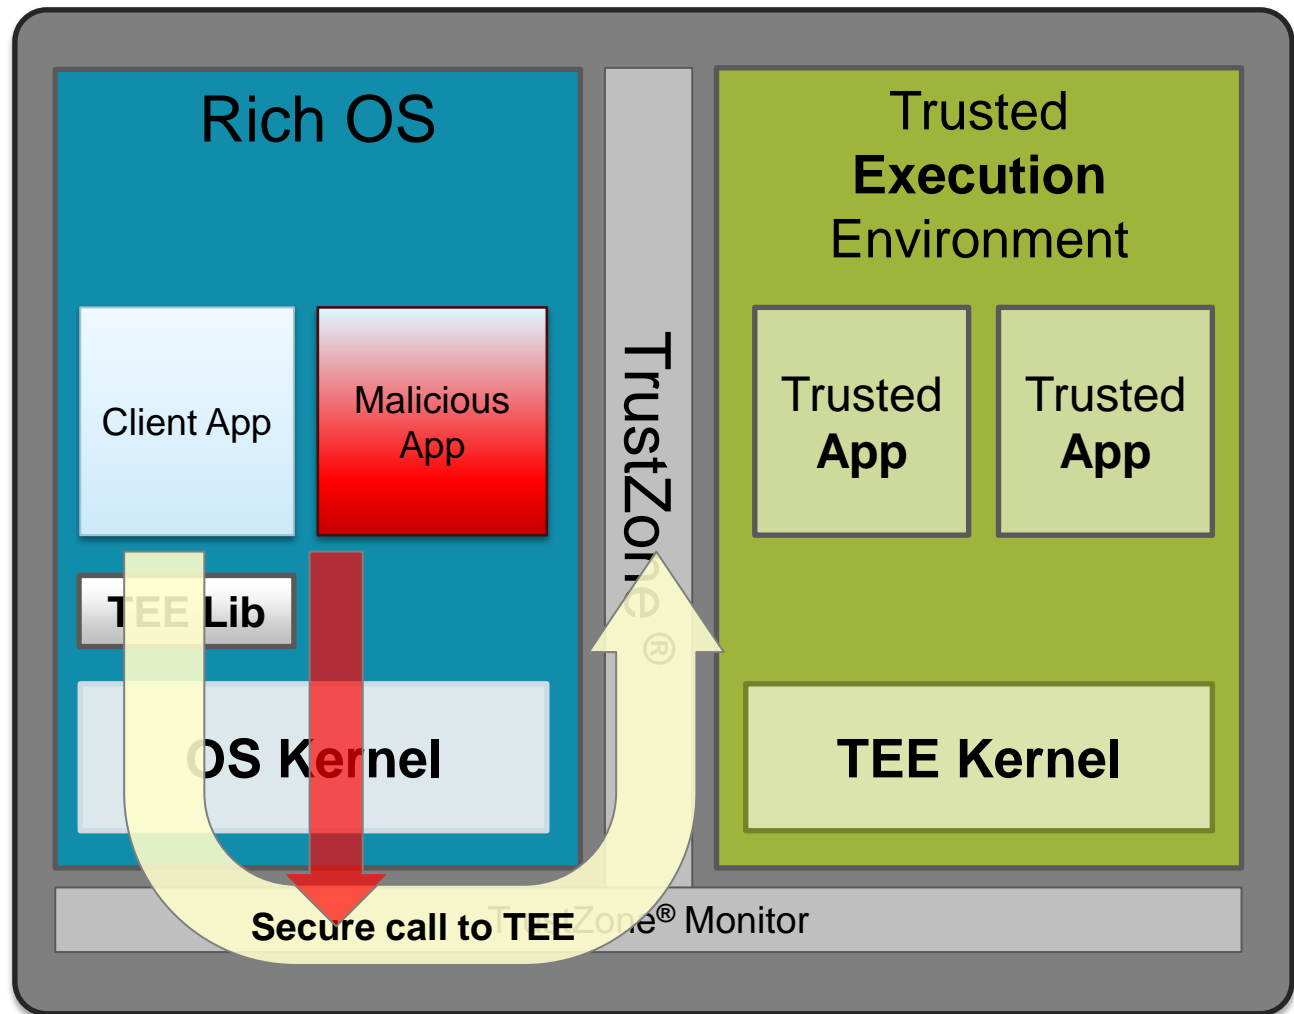 Rich OS
Trusted
Execution
Environment
Client App
Malicious
App
TrustZone®
Trusted
App
Trusted
App
TEE Lib
OS Kernel
TEE Kernel
Secure call to TEE
TrustZone® Monitor